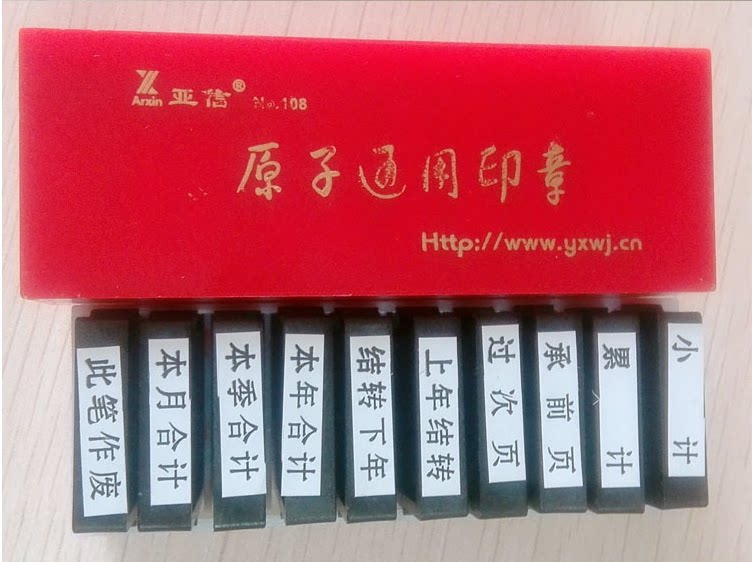 Arxin 亚信® No.108
原子通用印章
Http://www.yxwj.cn
此笔作废
本月合计
本季合计
本年合计
结转下年
上年结转
过次页
承前页
累计
小计